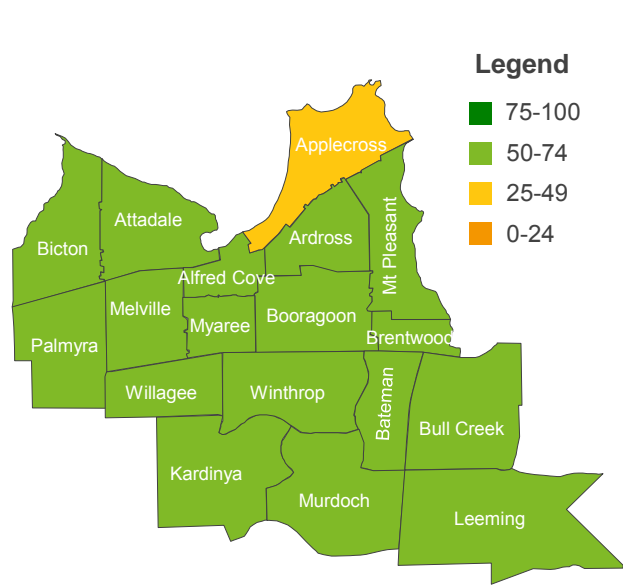 Legend
75-100
50-74
25-49
0-24
Applecross
Attadale
Bicton
Ardross
Mt Pleasant
Alfred Cove
Melville
Myaree
Booragoon
Brentwood
Palmyra
Willagee
Winthrop
Bateman
Bull Creek
Kardinya
Murdoch
Leeming